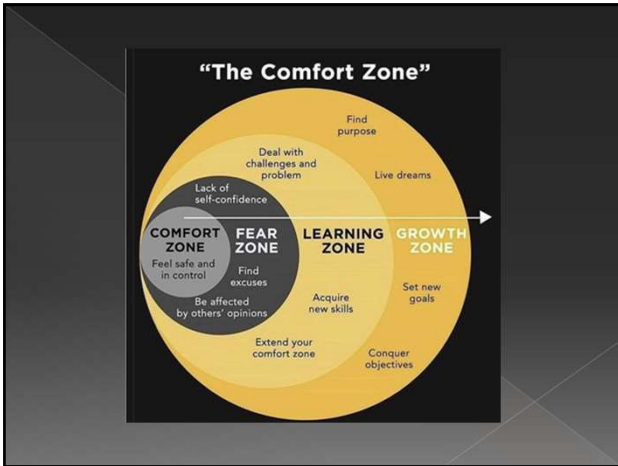 “The Comfort Zone”
Find
purpose
Deal with
challenges and
problem
Live dreams
Lack of
self-confidence
COMFORT
ZONE
Feel safe and
in control
FEAR
ZONE
Find
excuses
Be affected
by others’ opinions
LEARNING
ZONE
Acquire
new skills
Extend your
comfort zone
GROWTH
ZONE
Set new
goals
Conquer
objectives